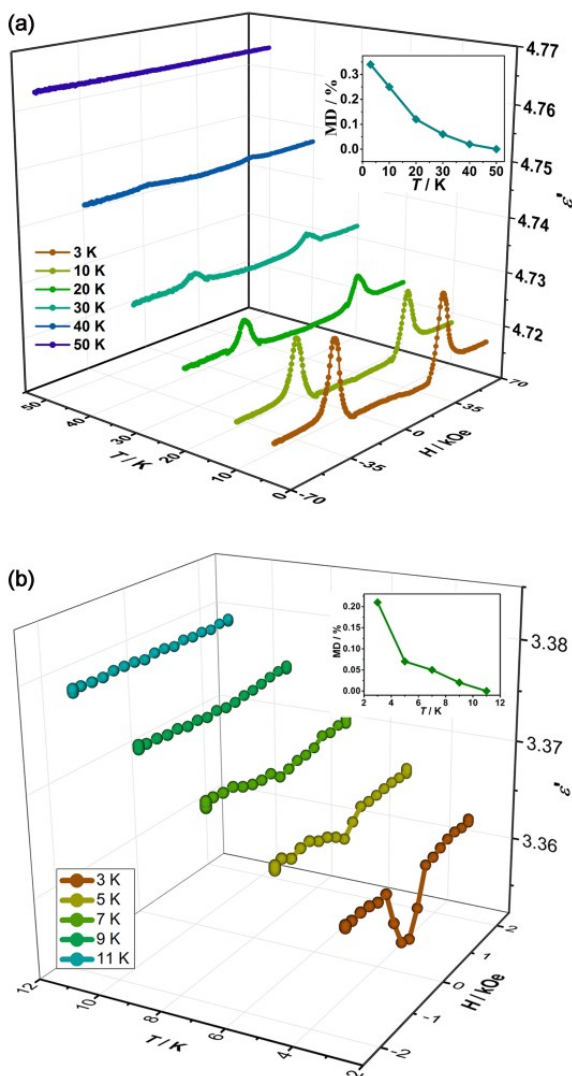 (a)
4.77
4.76
4.75
4.74
4.73
4.72
ε'
0.3
0.2
0.1
0.0
MD / %
0 10 20 30 40 50
T / K
3 K
10 K
20 K
30 K
40 K
50 K
50
40
30
20
10
0
T / K
-70
-35
0
35
70
H / kOe
(b)
3.38
3.37
3.36
ε'
0.20
0.15
0.10
0.05
0.00
MD / %
2 4 6 8 10 12
T / K
3 K
5 K
7 K
9 K
11 K
12
10
8
6
4
2
T / K
-2
-1
0
1
2
H / kOe